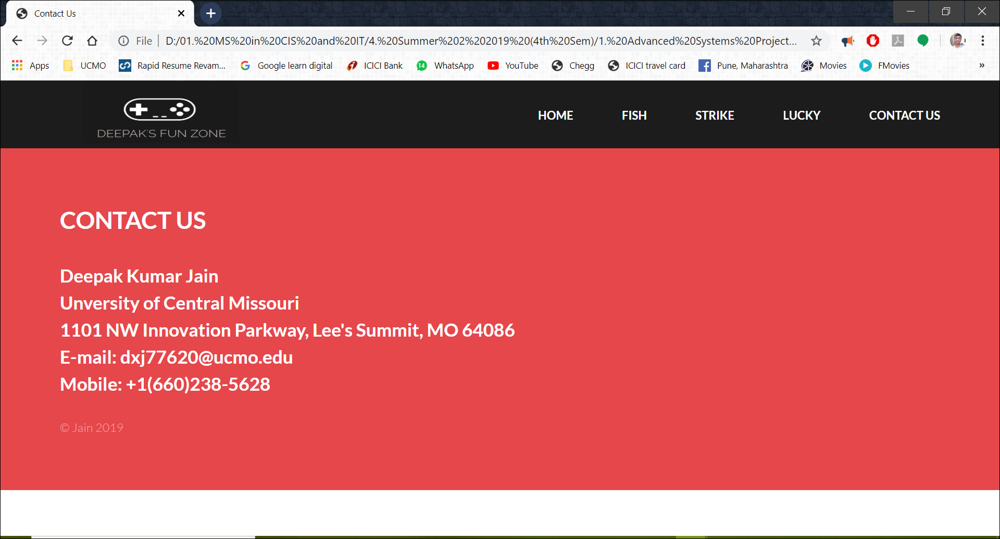 Contact Us
File
D:/01.%20MS%20in%20CIS%20and%20IT/4.%20Summer%202%202019%20(4th%20Sem)/1.%20Advanced%20Systems%20Project...
Apps
UCMO
Rapid Resume Revam...
Google learn digital
ICICI Bank
14
WhatsApp
YouTube
Chegg
ICICI travel card
Pune, Maharashtra
Movies
FMovies
»
DEEPAK'S FUN ZONE
HOME
FISH
STRIKE
LUCKY
CONTACT US
CONTACT US
Deepak Kumar Jain
Unversity of Central Missouri
1101 NW Innovation Parkway, Lee's Summit, MO 64086
E-mail: dxj77620@ucmo.edu
Mobile: +1(660)238-5628
© Jain 2019